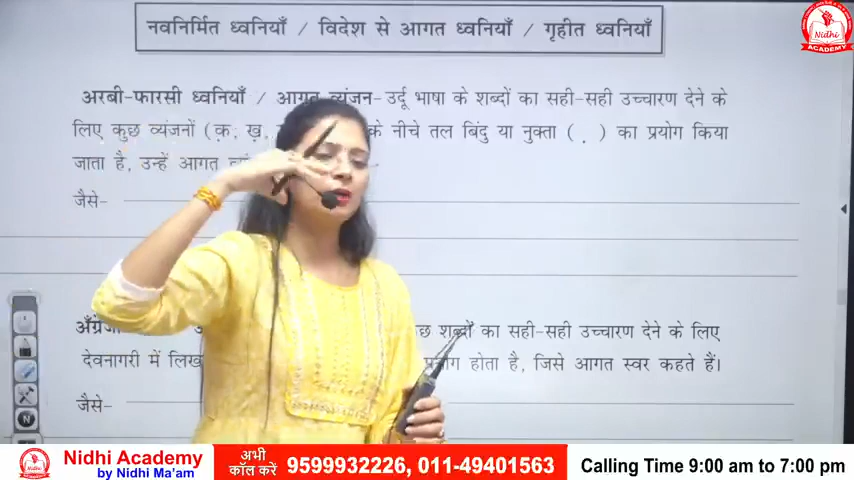 नवनिर्मित ध्वनियाँ / विदेश से आगत ध्वनियाँ / गृहीत ध्वनियाँ
Nidhi
ACADEMY
अरबी-फारसी ध्वनियाँ / आगत व्यंजन- उर्दू भाषा के शब्दों का सही-सही उच्चारण देने के
लिए कुछ व्यंजनों (क़, ख़, के नीचे तल बिंदु या नुक्ता ( . ) का प्रयोग किया
जाता है, उन्हें आगत
जैसे-
शब्दों का सही-सही उच्चारण देने के लिए
देवनागरी में प्रयोग होता है, जिसे आगत स्वर कहते हैं।
जैसे-
Nidhi Academy
by Nidhi Ma'am
अभी
कॉल करें
9599932226, 011-49401563
Calling Time 9:00 am to 7:00 pm